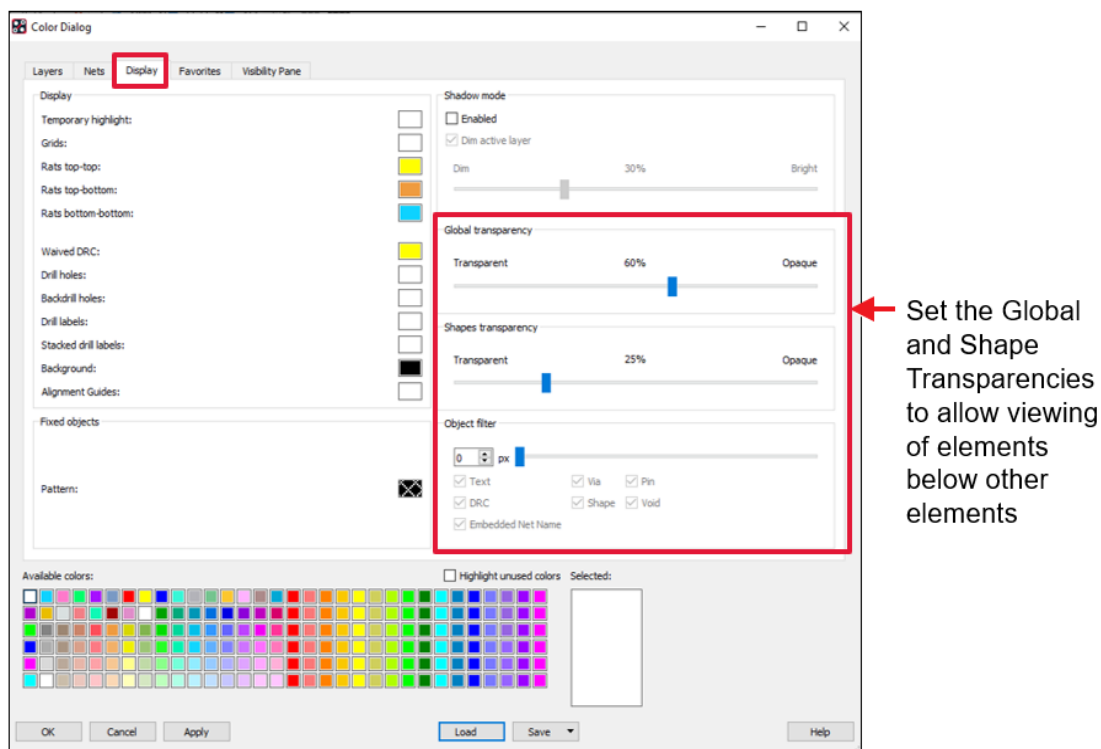 Color Dialog
Layers Nets Display Favorites Visibility Pane
Display
Temporary highlight:
Grids:
Rats top-top:
Rats top-bottom:
Rats bottom-bottom:
Waived DRC:
Drill holes:
Backdrill holes:
Drill labels:
Stacked drill labels:
Background:
Alignment Guides:
Fixed objects
Pattern:
Shadow mode
Enabled
Dim active layer
Dim 30% Bright
Global transparency
Transparent 60% Opaque
Shapes transparency
Transparent 25% Opaque
Object filter
0 px
Text Via Pin
DRC Shape Void
Embedded Net Name
Set the Global
and Shape
Transparencies
to allow viewing
of elements
below other
elements
Available colors: Highlight unused colors Selected:
OK Cancel Apply Load Save Help